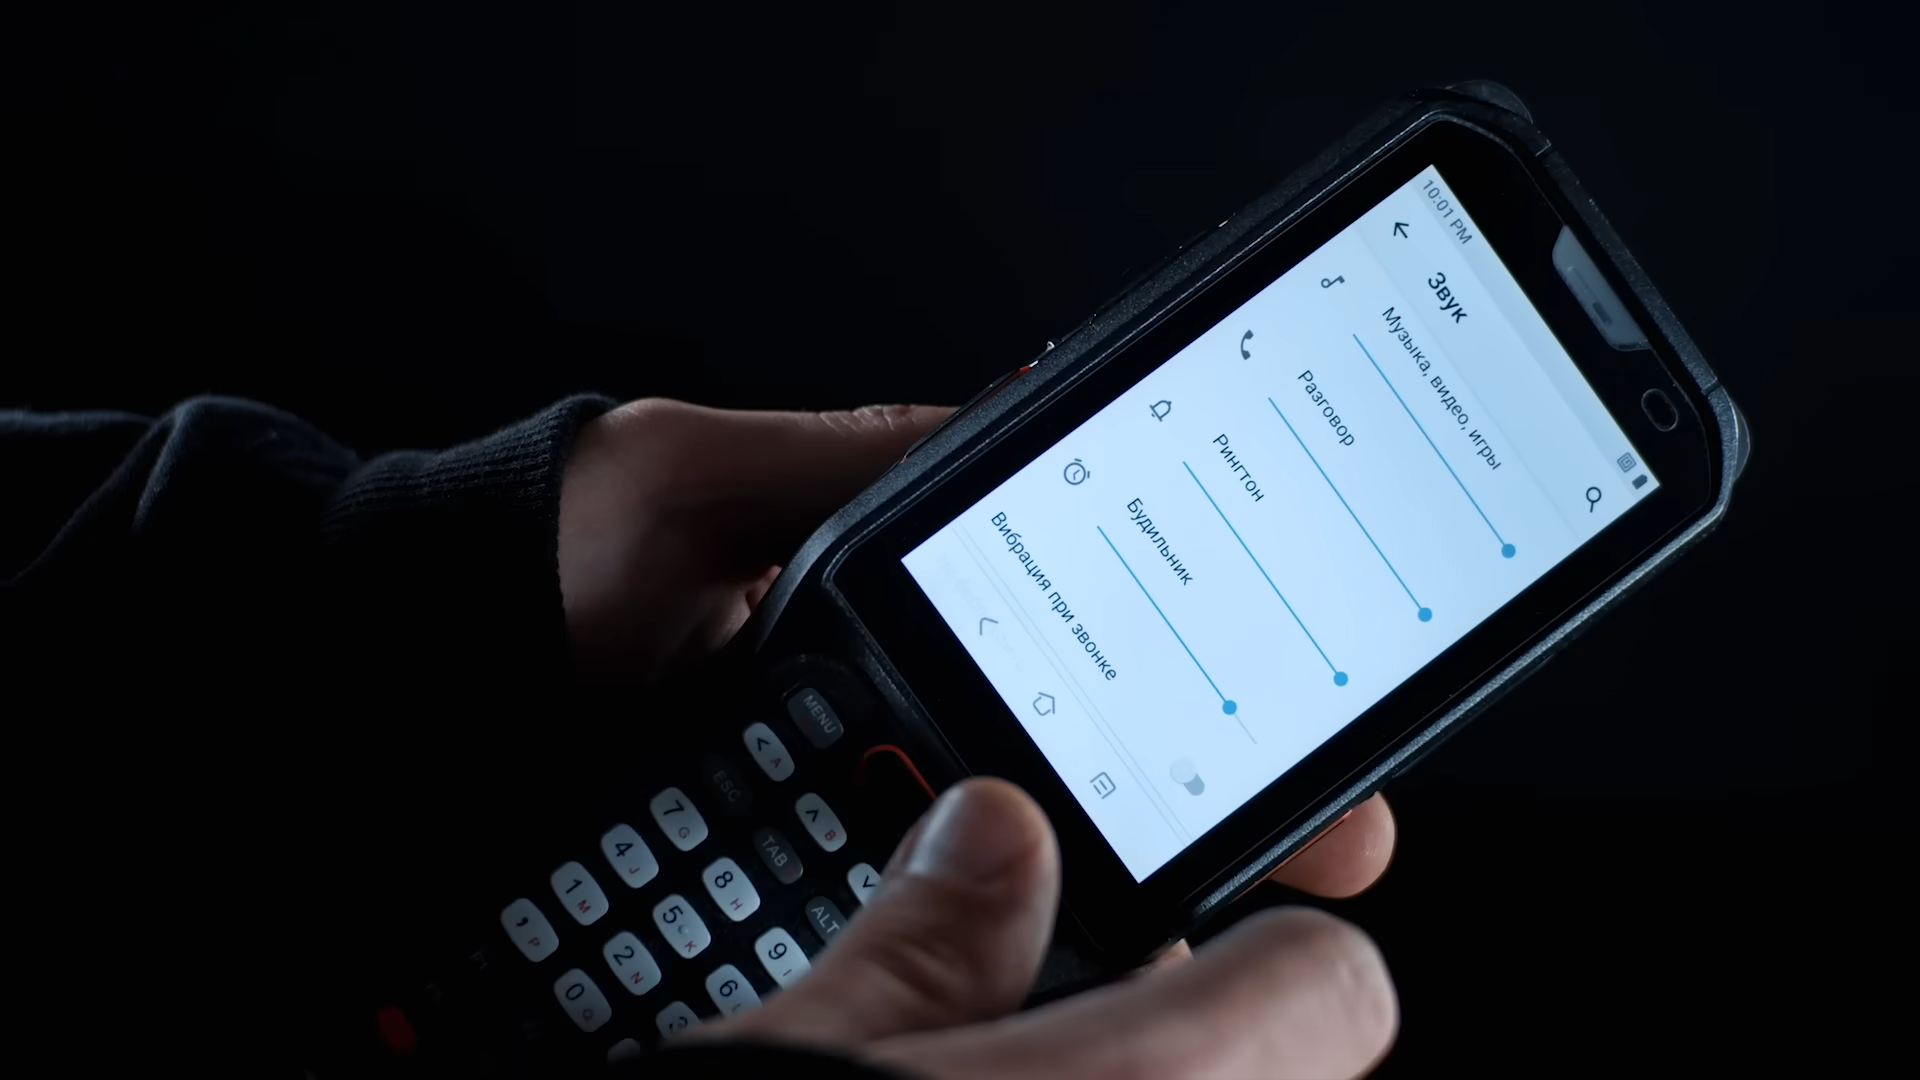 10:01 PM
Звук
Музыка, видео, игры
Разговор
Рингтон
Будильник
Вибрация при звонке
MENU
< A
^ B
ESC
TAB
ALT
7 G
8 H
9 I
4 J
5 K
6
1 M
2 N
3
, P
0 Q